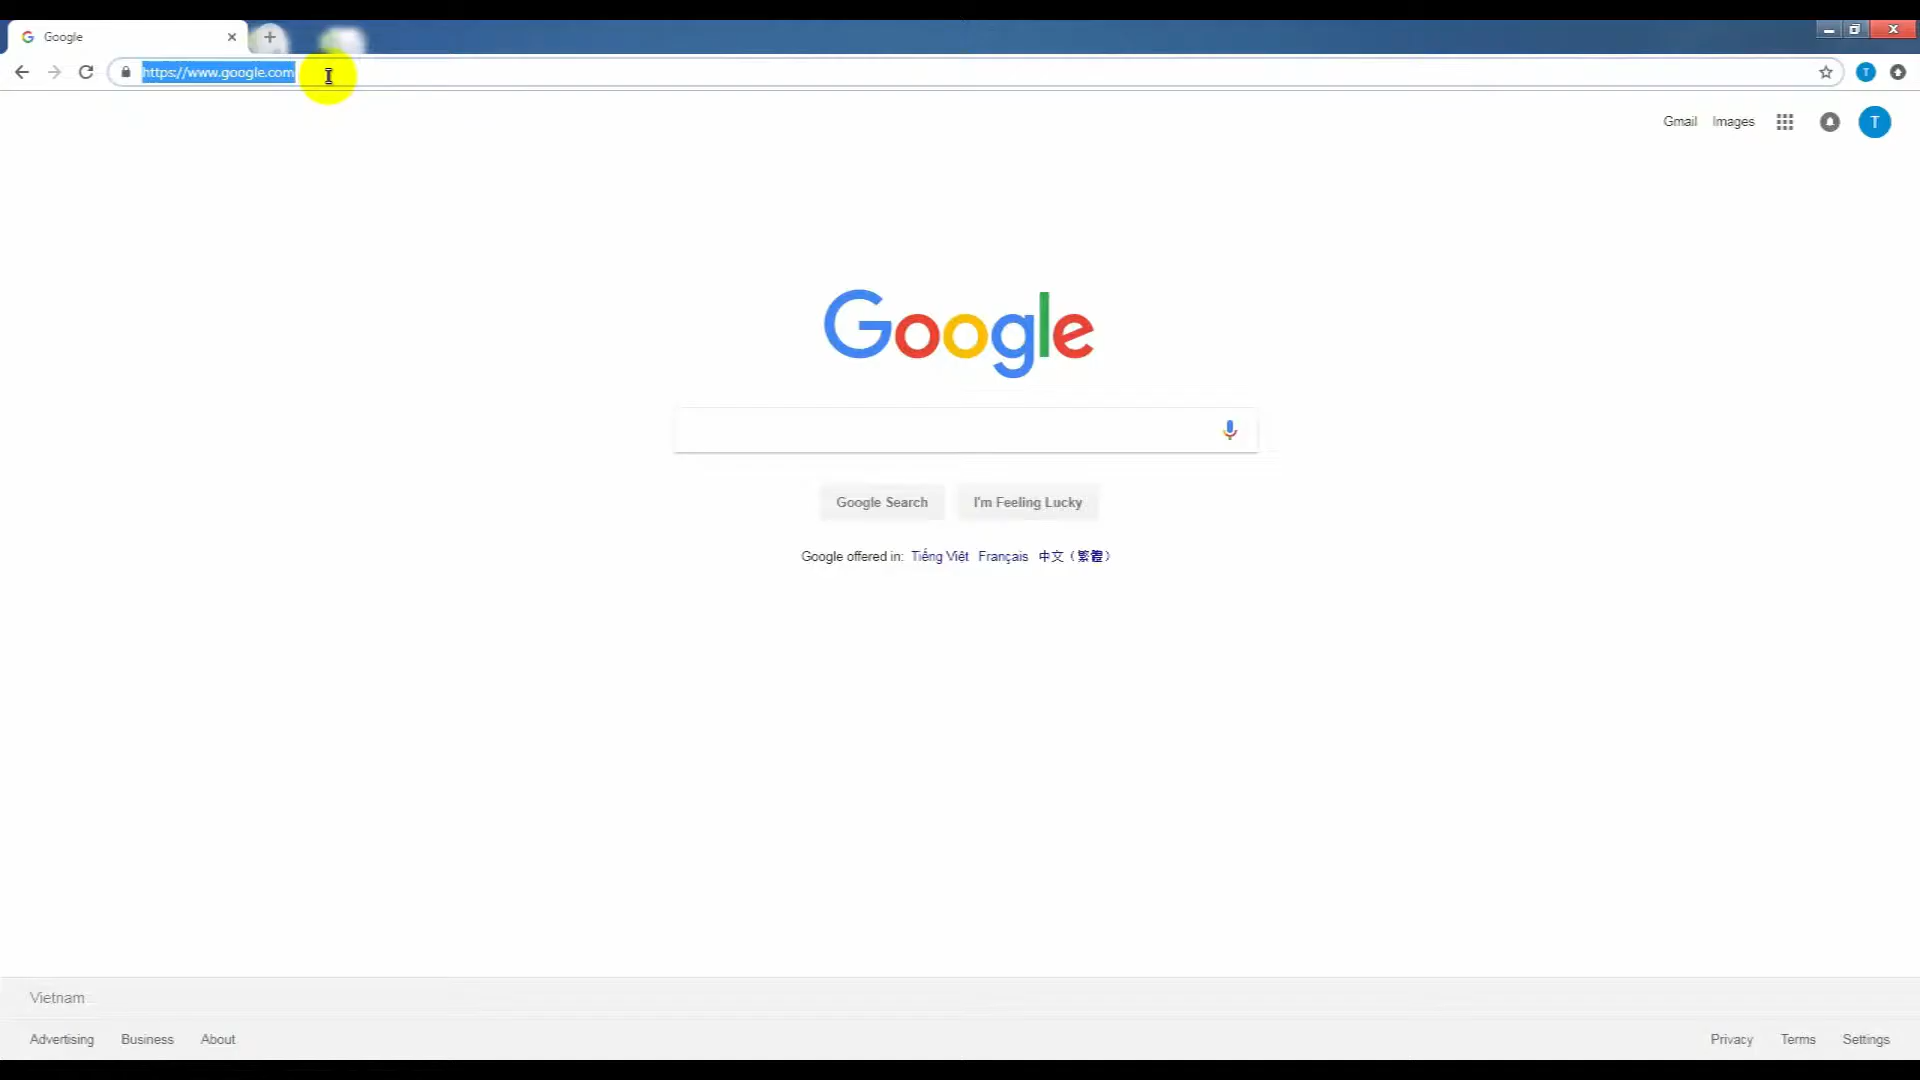 Google
https://www.google.com
Gmail Images
T
T
Google
Google Search I'm Feeling Lucky
Google offered in: Tiếng Việt Français 中文（繁體）
Vietnam
Advertising Business About
Privacy Terms Settings